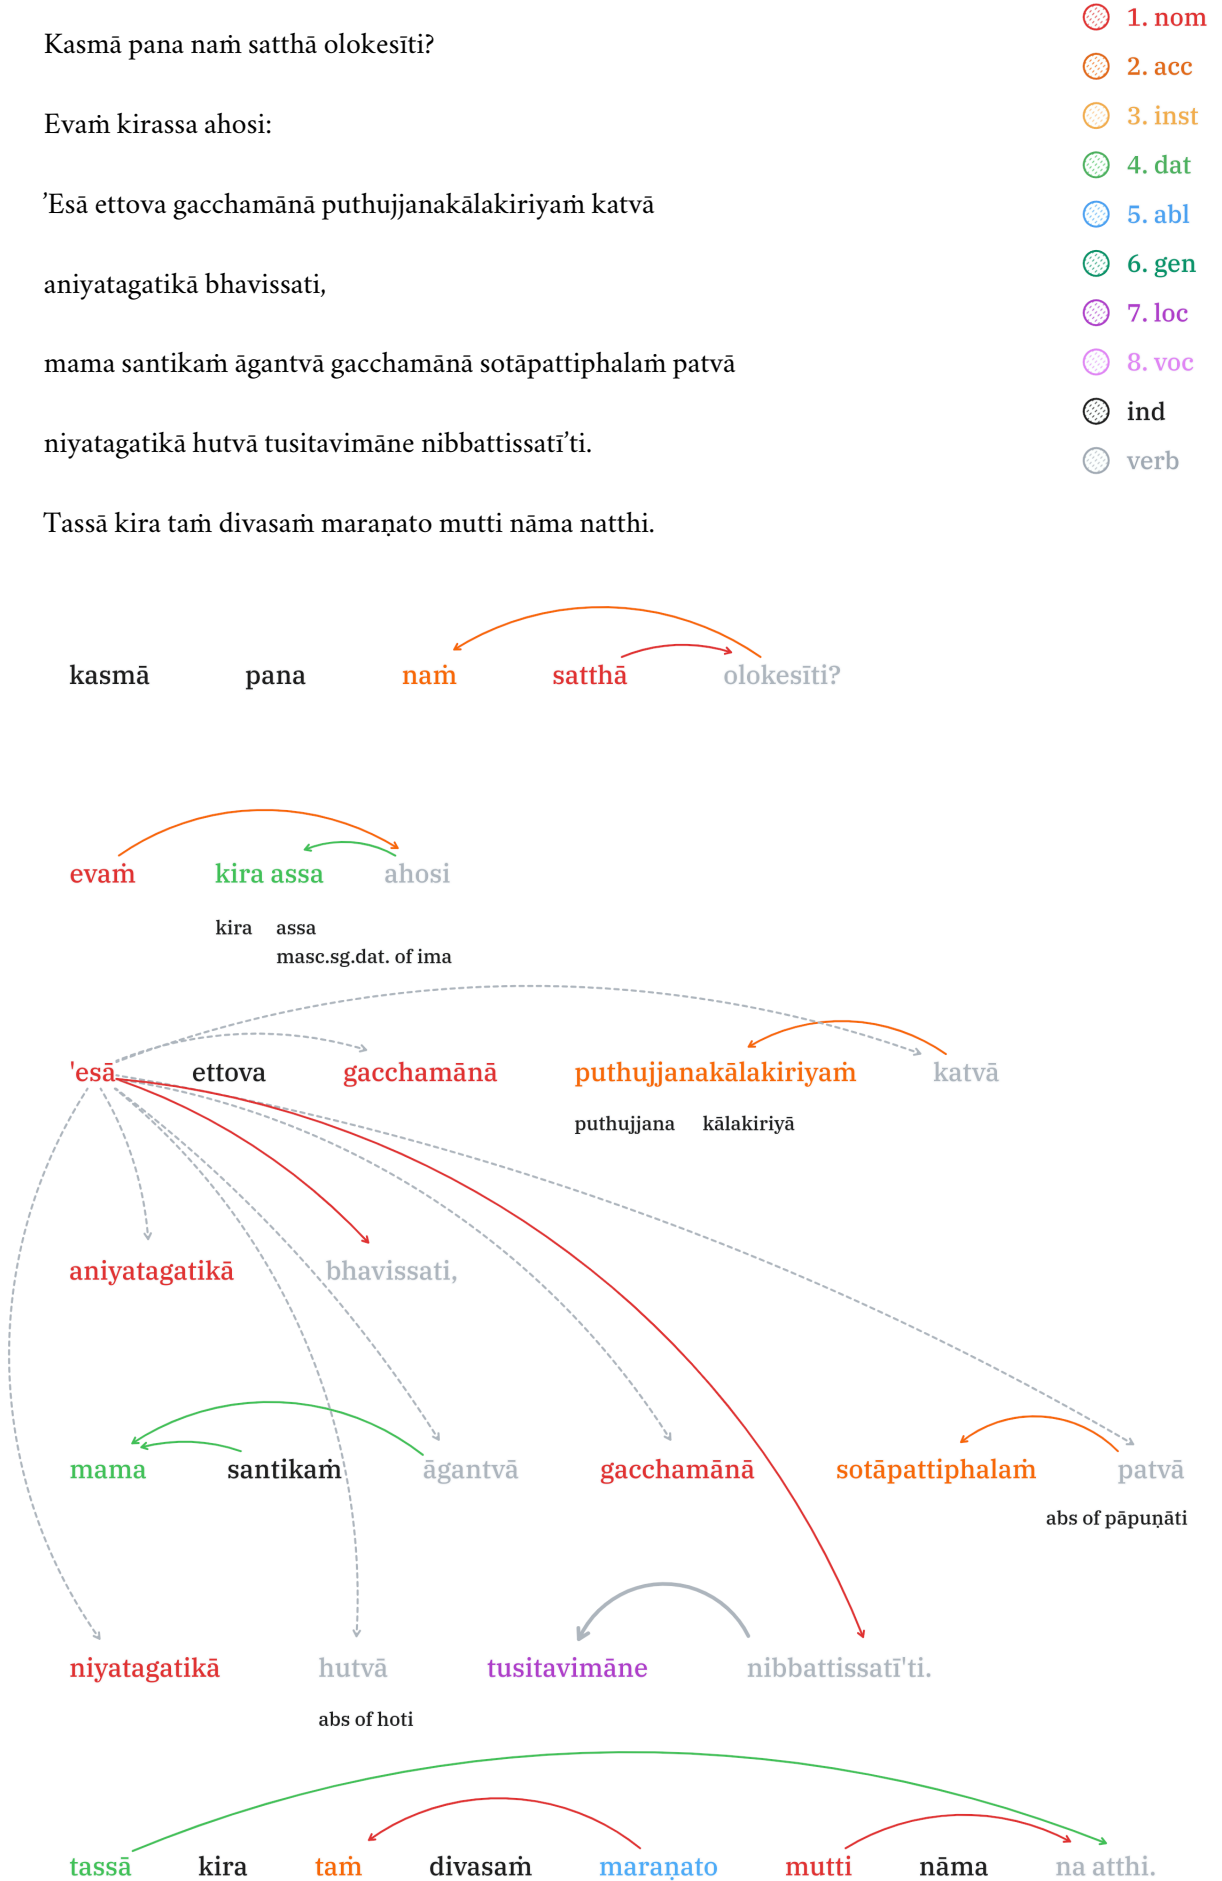 Kasmā pana naṁ satthā olokesīti?
Evaṁ kirassa ahosi:
’Esā ettova gacchamānā puthujjanakālakiriyaṁ katvā
aniyatagatikā bhavissati,
mama santikaṁ āgantvā gacchamānā sotāpattiphalaṁ patvā
niyatagatikā hutvā tusitavimāne nibbattissatī’ti.
Tassā kira taṁ divasaṁ maraṇato mutti nāma natthi.
1. nom
2. acc
3. inst
4. dat
5. abl
6. gen
7. loc
8. voc
ind
verb
kasmā pana naṁ satthā olokesīti?
evaṁ kira assa ahosi
kira assa
masc.sg.dat. of ima
'esā ettova gacchamānā puthujjanakālakiriyaṁ katvā
puthujjana kālakiriyā
aniyatagatikā bhavissati,
mama santikaṁ āgantvā gacchamānā sotāpattiphalaṁ patvā
abs of pāpuṇāti
niyatagatikā hutvā tusitavimāne nibbattissatī'ti.
abs of hoti
tassā kira taṁ divasaṁ maraṇato mutti nāma na atthi.